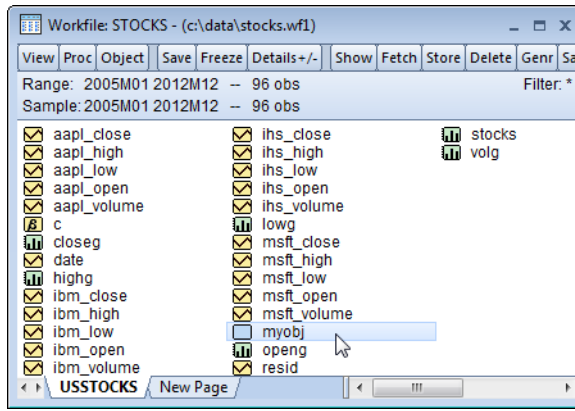 Workfile: STOCKS - (c:\data\stocks.wf1)
View Proc Object Save Freeze Details+/- Show Fetch Store Delete Genr Sa
Range: 2005M01 2012M12 -- 96 obs Filter: *
Sample: 2005M01 2012M12 -- 96 obs
aapl_close ihs_close stocks
aapl_high ihs_high volg
aapl_low ihs_low
aapl_open ihs_open
aapl_volume ihs_volume
β c lowg
closeg msft_close
date msft_high
highg msft_low
ibm_close msft_open
ibm_high msft_volume
ibm_low myobj
ibm_open openg
ibm_volume resid
USSTOCKS New Page